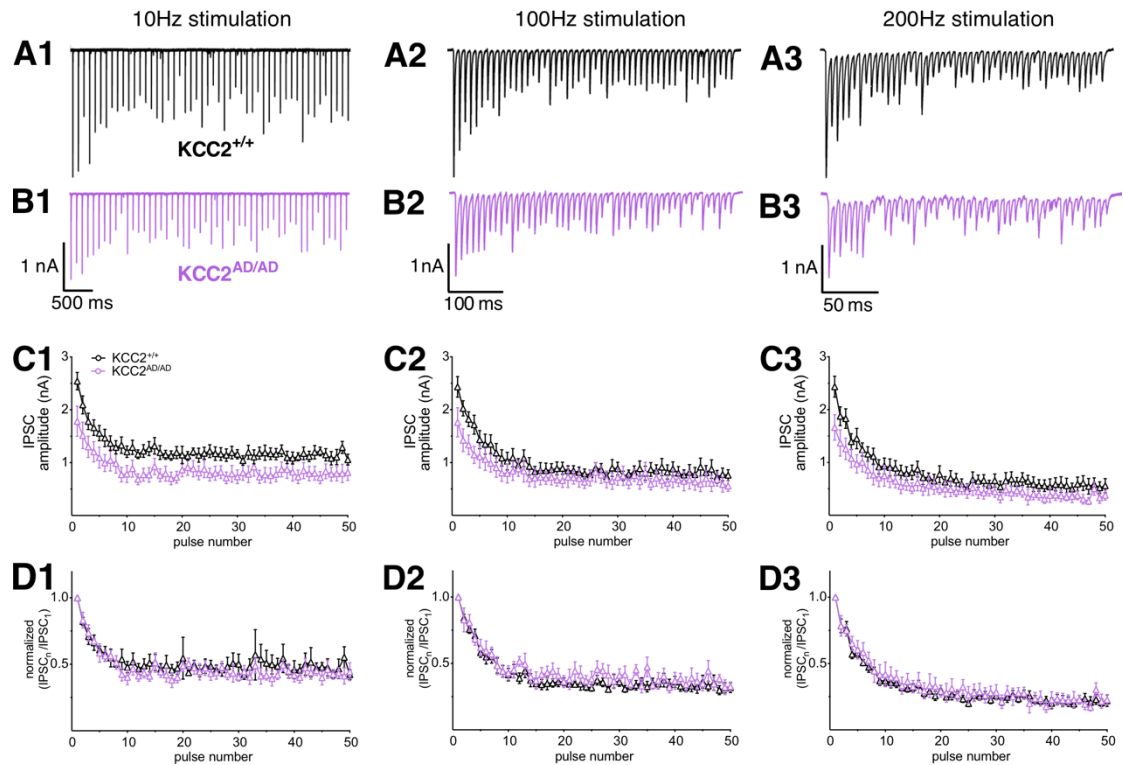 10Hz stimulation
100Hz stimulation
200Hz stimulation
A1
A2
A3
KCC2+/+
B1
B2
B3
1 nA
KCC2AD/AD
500 ms
1 nA
100 ms
1 nA
50 ms
C1
C2
C3
KCC2+/+
KCC2AD/AD
IPSC
amplitude (nA)
3
2
1
0
10
20
30
40
50
pulse number
IPSC
amplitude (nA)
3
2
1
0
10
20
30
40
50
pulse number
IPSC
amplitude (nA)
3
2
1
0
10
20
30
40
50
pulse number
D1
D2
D3
normalized
(IPSCn/IPSC1)
1.0
0.5
0
10
20
30
40
50
pulse number
normalized
(IPSCn/IPSC1)
1.0
0.5
0
10
20
30
40
50
pulse number
normalized
(IPSCn/IPSC1)
1.0
0.5
0
10
20
30
40
50
pulse number